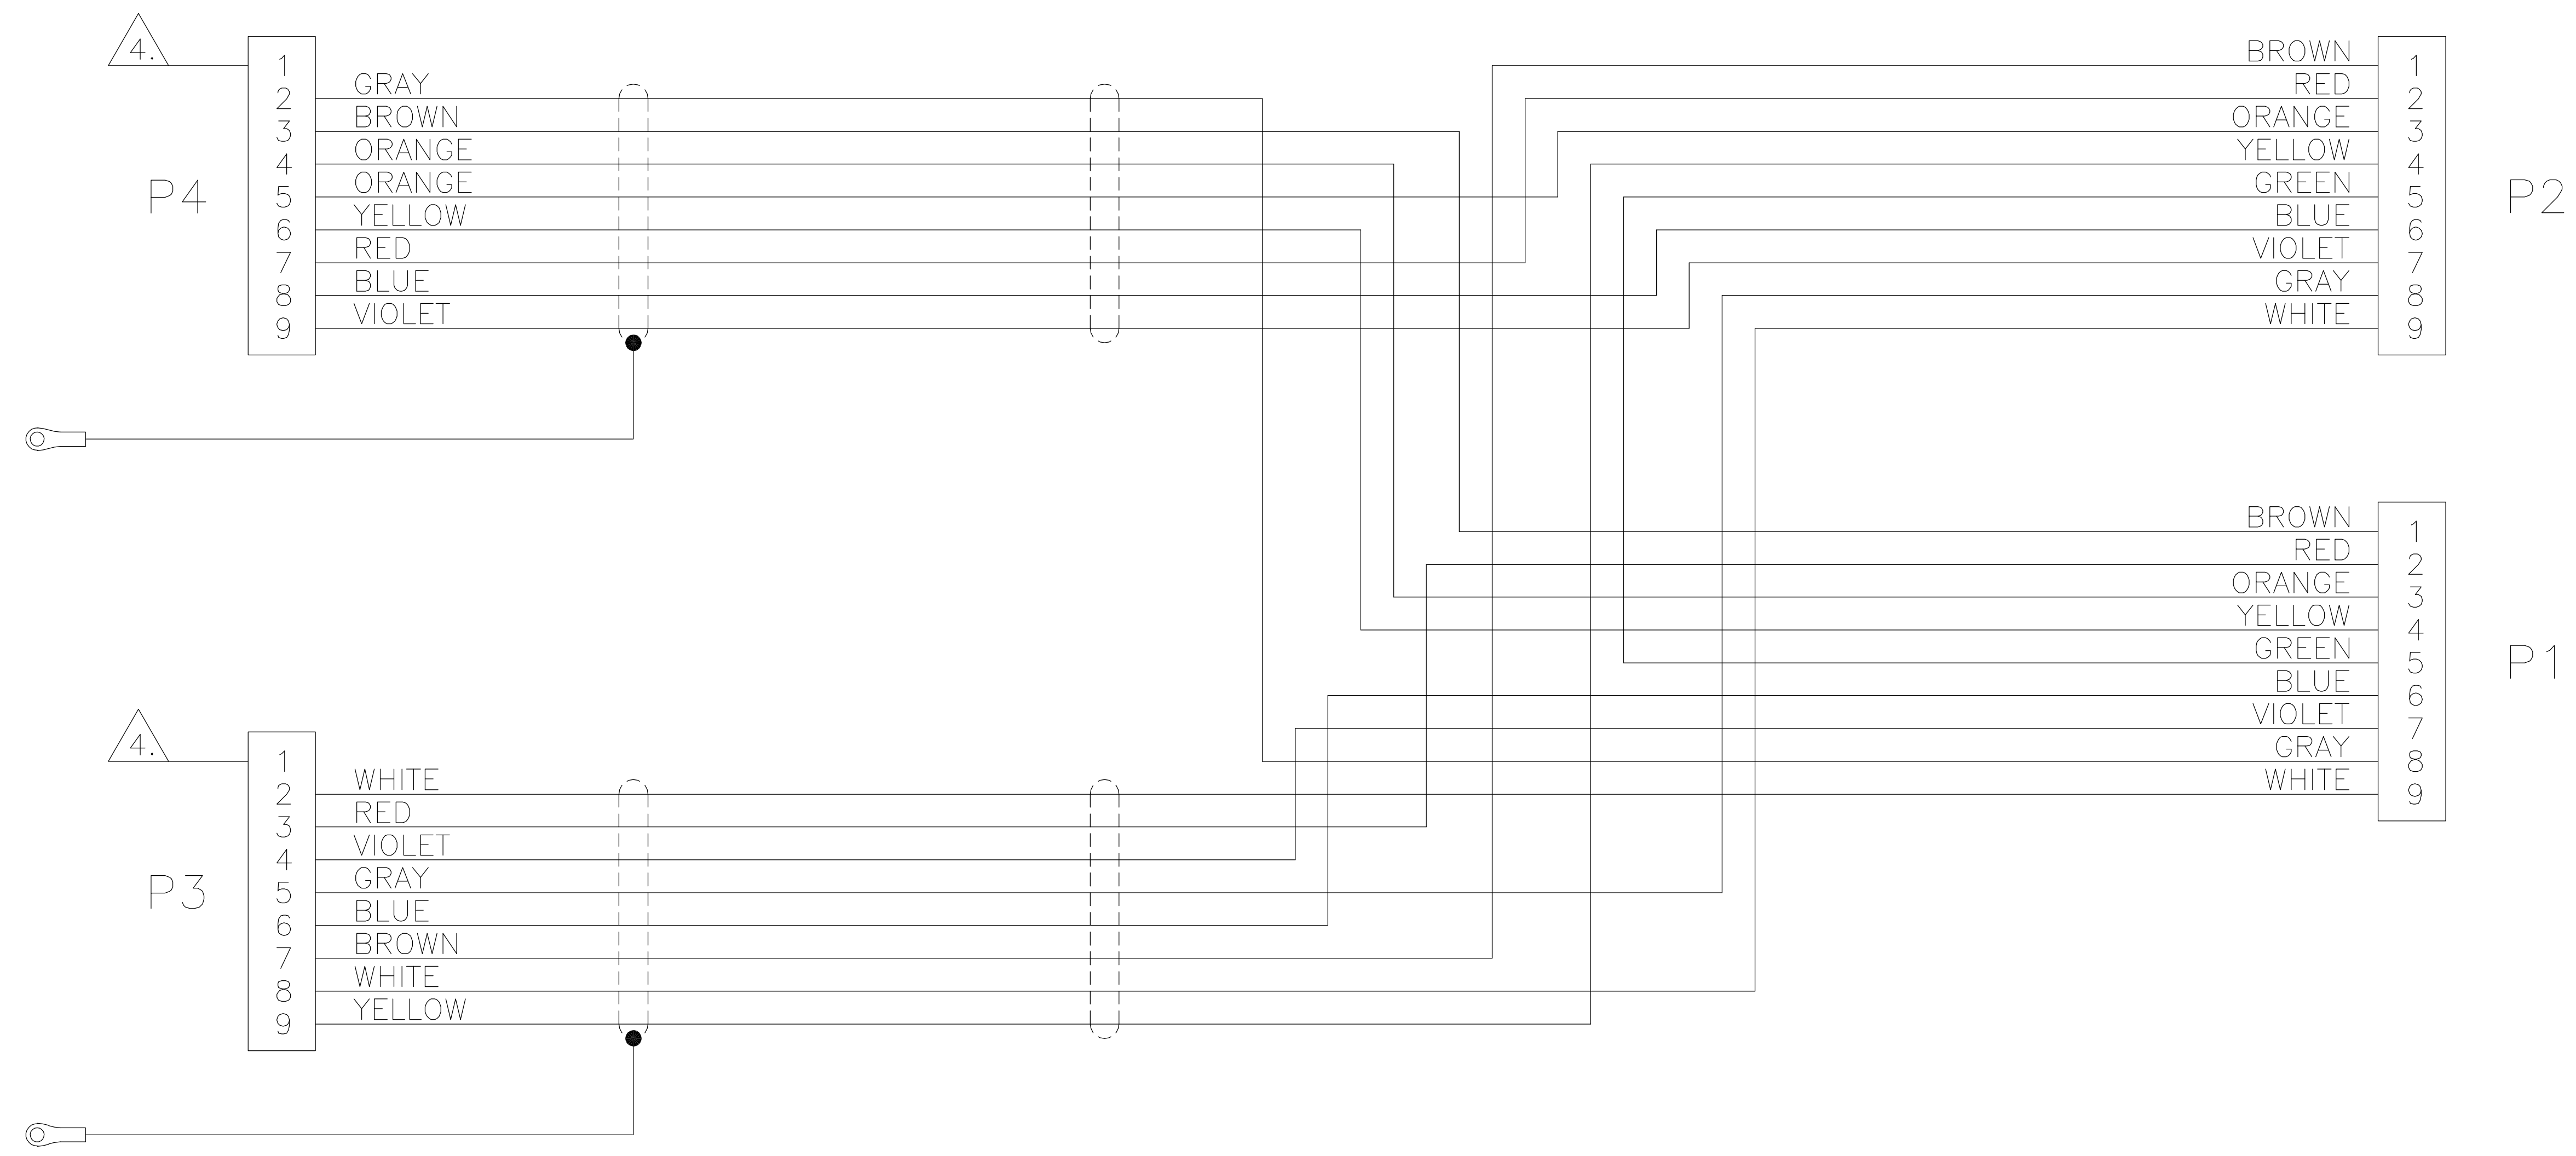 4.
P4
1
2 GRAY
3 BROWN
4 ORANGE
5 ORANGE
6 YELLOW
7 RED
8 BLUE
9 VIOLET
BROWN 1
RED 2
ORANGE 3
YELLOW 4
GREEN 5
BLUE 6
VIOLET 7
GRAY 8
WHITE 9
P2
BROWN 1
RED 2
ORANGE 3
YELLOW 4
GREEN 5
BLUE 6
VIOLET 7
GRAY 8
WHITE 9
P1
4.
P3
1
2 WHITE
3 RED
4 VIOLET
5 GRAY
6 BLUE
7 BROWN
8 WHITE
9 YELLOW